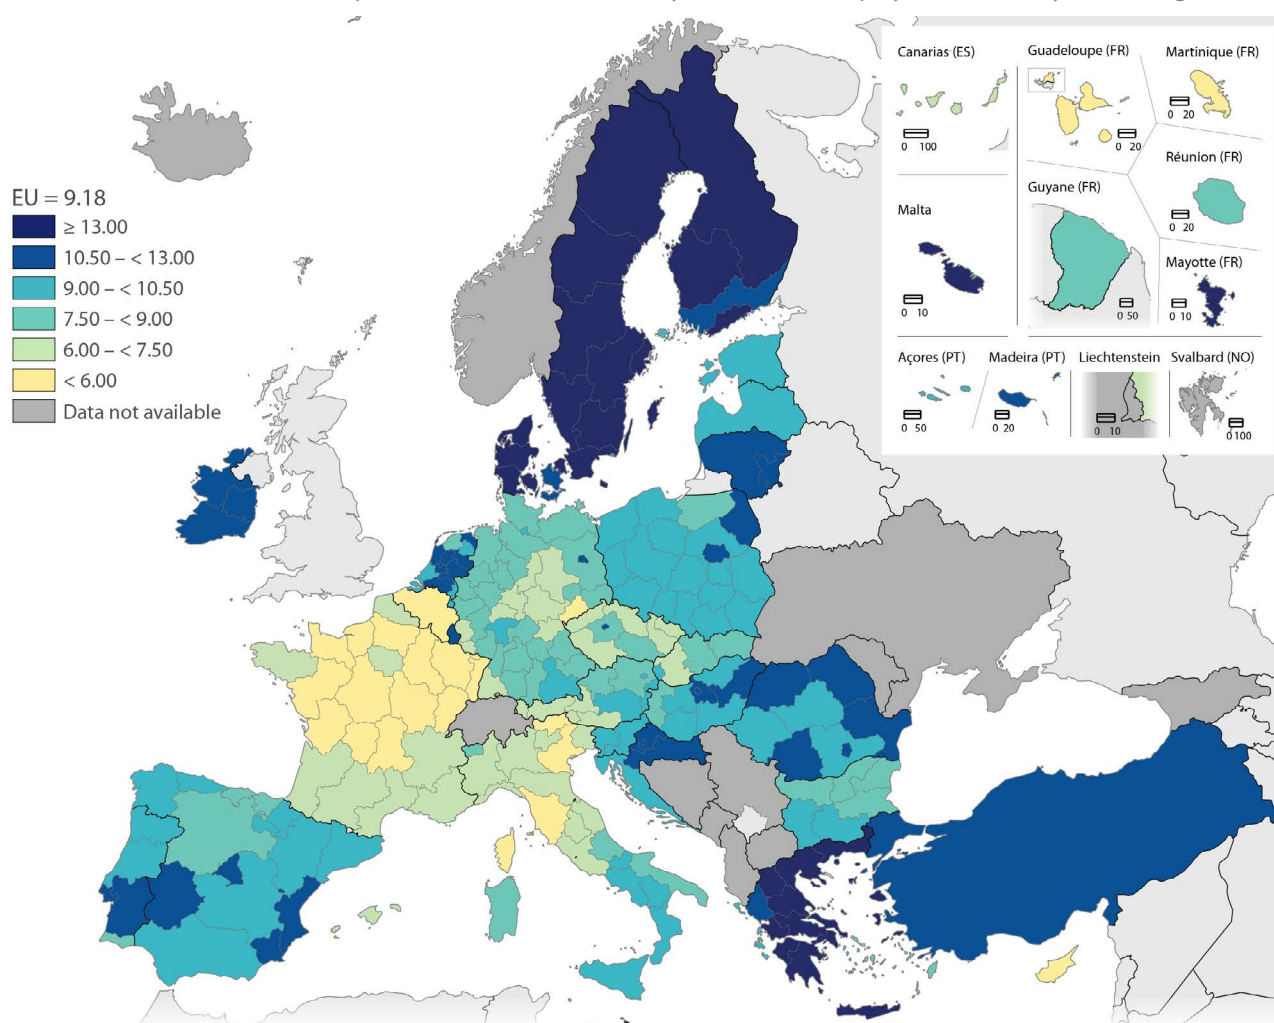 EU = 9.18
≥ 13.00
10.50 – < 13.00
9.00 – < 10.50
7.50 – < 9.00
6.00 – < 7.50
< 6.00
Data not available
Canarias (ES)
0 100
Guadeloupe (FR)
0 20
Martinique (FR)
0 20
Réunion (FR)
0 20
Guyane (FR)
0 50
Malta
0 10
Mayotte (FR)
0 10
Açores (PT)
0 50
Madeira (PT)
0 20
Liechtenstein
0 10
Svalbard (NO)
0 100